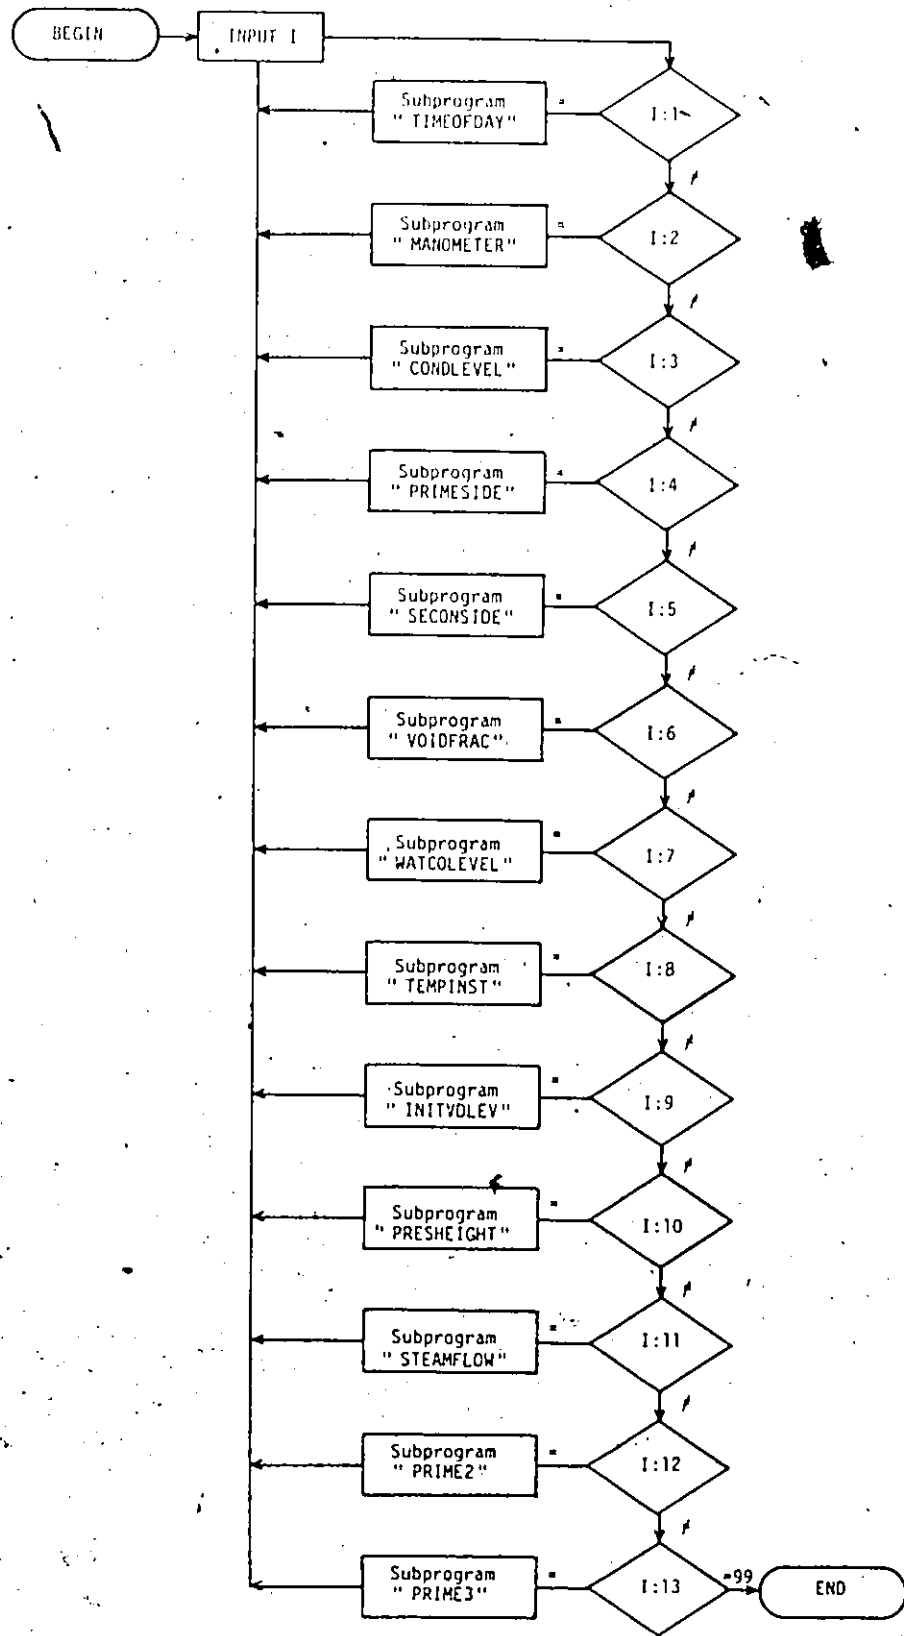 BEGIN
INPUT I
Subprogram
" TIMEOFDAY"
=
I:1
≠
Subprogram
" MANOMETER"
=
I:2
≠
Subprogram
" CONDLEVEL"
=
I:3
≠
Subprogram
" PRIMESIDE"
=
I:4
≠
Subprogram
" SECONSIDE"
=
I:5
≠
Subprogram
" VOIDFRAC"
=
I:6
≠
Subprogram
" WATCOLEVEL"
=
I:7
≠
Subprogram
" TEMPINST"
=
I:8
≠
Subprogram
" INITVDLEV"
=
I:9
≠
Subprogram
" PRESHEIGHT"
=
I:10
≠
Subprogram
" STEAMFLOW"
=
I:11
≠
Subprogram
" PRIME2"
=
I:12
≠
Subprogram
" PRIME3"
=
I:13
=99
END